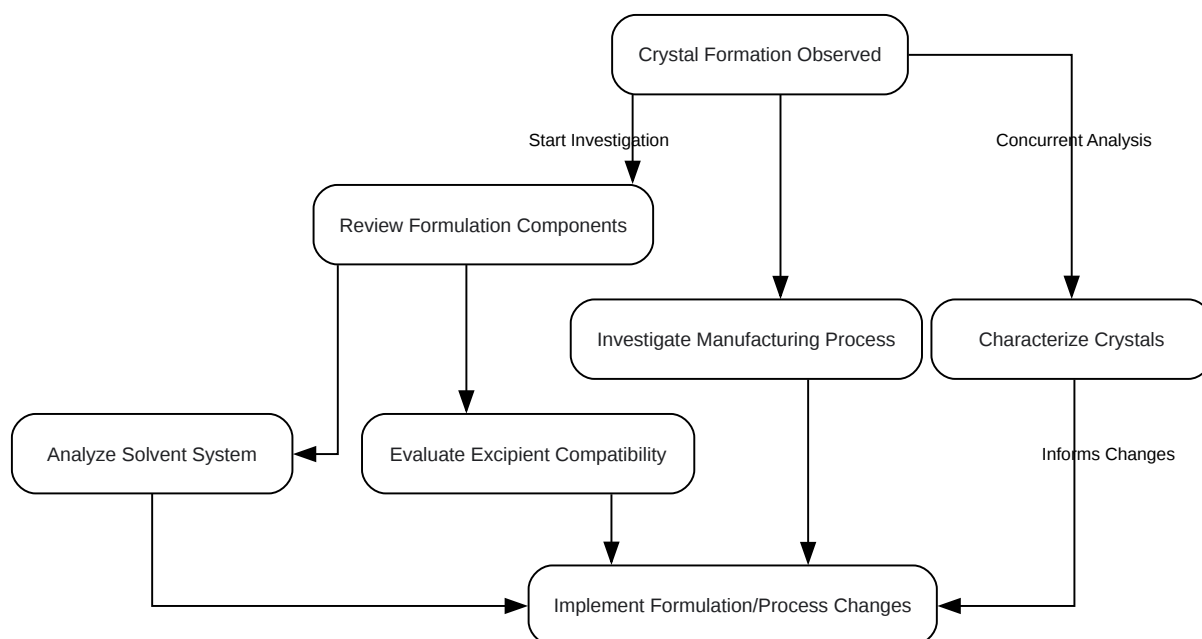 Crystal Formation Observed
Start Investigation
Concurrent Analysis
Review Formulation Components
Investigate Manufacturing Process
Characterize Crystals
Analyze Solvent System
Evaluate Excipient Compatibility
Informs Changes
Implement Formulation/Process Changes